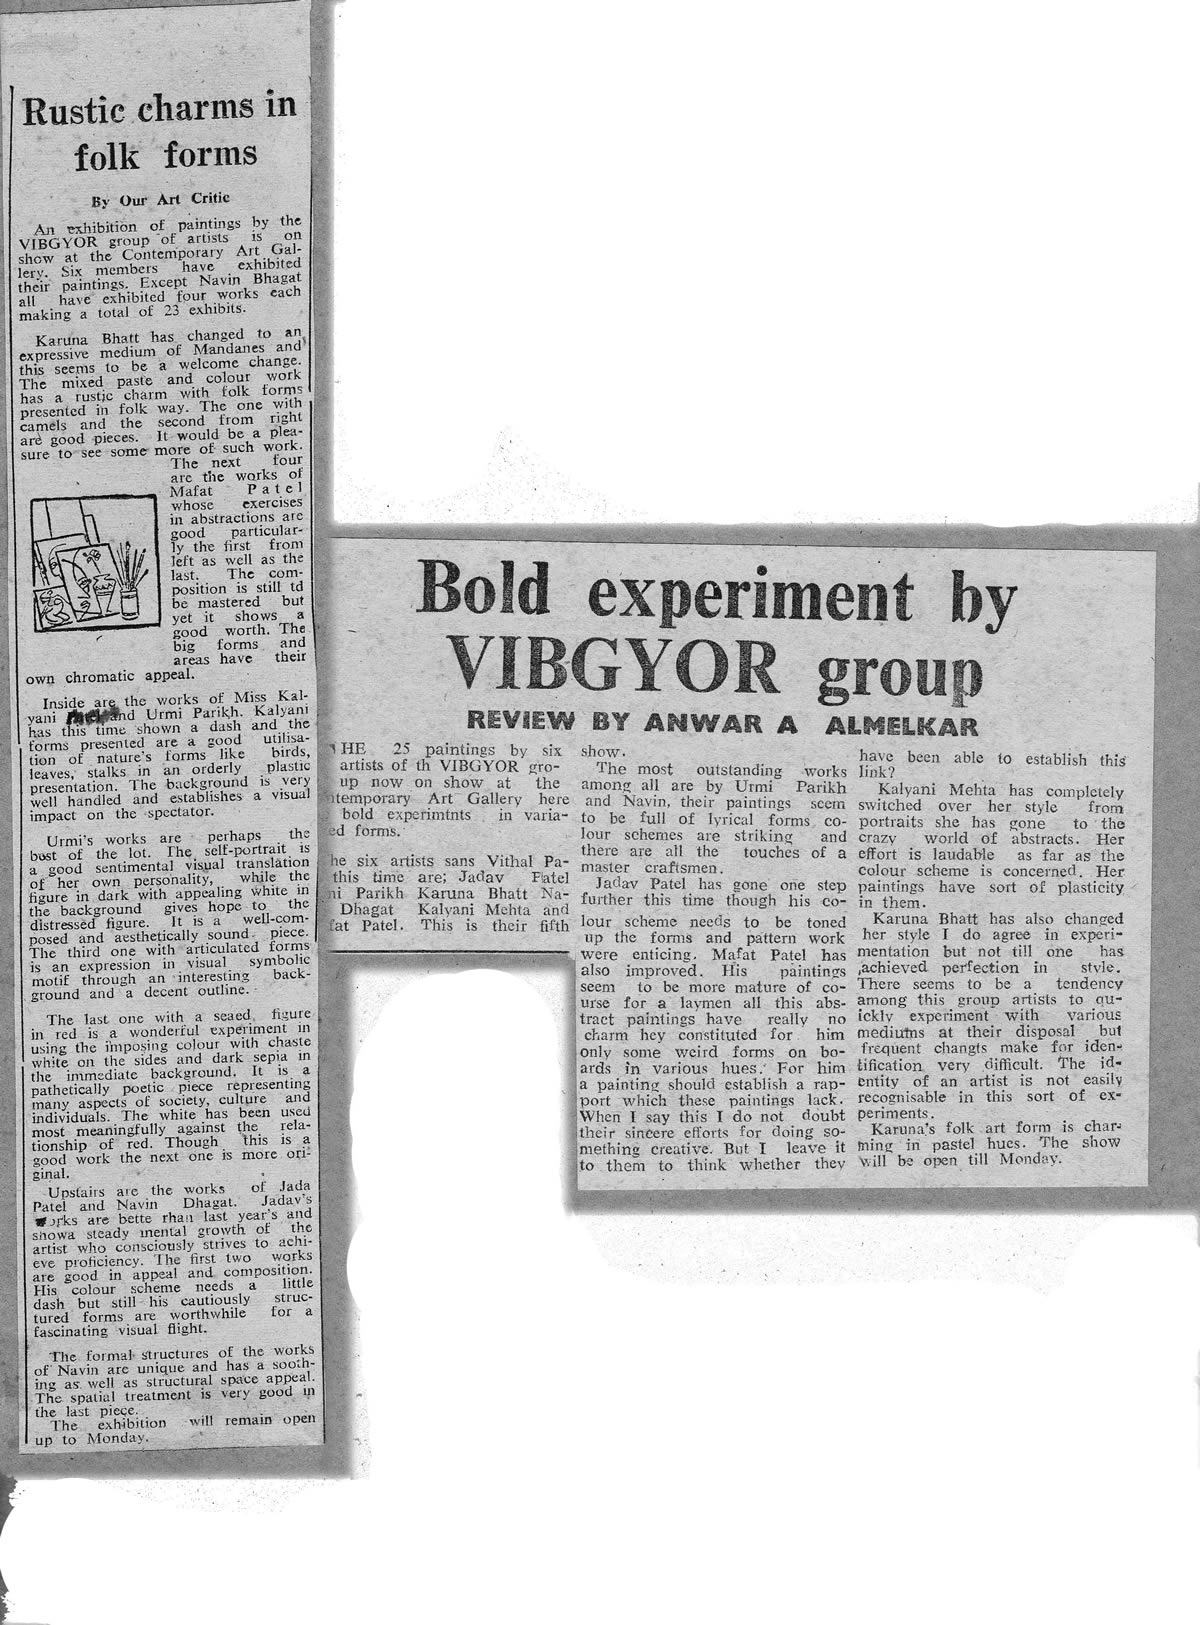 Rustic charms in
folk forms
By Our Art Critic
An exhibition of paintings by the
VIBGYOR group of artists is on
show at the Contemporary Art Gal-
lery. Six members have exhibited
their paintings. Except Navin Bhagat
all have exhibited four works each
making a total of 23 exhibits.
Karuna Bhatt has changed to an
expressive medium of Mandanes and
this seems to be a welcome change.
The mixed paste and colour work
has a rustic charm with folk forms
presented in folk way. The one with
camels and the second from right
are good pieces. It would be a plea-
sure to see some more of such work.
The next four
are the works of
Mafat Patel
whose exercises
in abstractions are
good particular-
ly the first from
left as well as the
last. The com-
position is still td
be mastered but
yet it shows a
good worth. The
big forms and
areas have their
own chromatic appeal.
Inside are the works of Miss Kal-
yani and Urmi Parikh. Kalyani
has this time shown a dash and the
forms presented are a good utilisa-
tion of nature's forms like birds,
leaves, stalks in an orderly plastic
presentation. The background is very
well handled and establishes a visual
impact on the spectator.
Urmi's works are perhaps the
best of the lot. The self-portrait is
a good sentimental visual translation
of her own personality, while the
figure in dark with appealing white in
the background gives hope to the
distressed figure. It is a well-com-
posed and aesthetically sound piece.
The third one with articulated forms
is an expression in visual symbolic
motif through an interesting back-
ground and a decent outline.
The last one with a seaed figure
in red is a wonderful experiment in
using the imposing colour with chaste
white on the sides and dark sepia in
the immediate background. It is a
pathetically poetic piece representing
many aspects of society, culture and
individuals. The white has been used
most meaningfully against the rela-
tionship of red. Though this is a
good work the next one is more ori-
ginal.
Upstairs are the works of Jada
Patel and Navin Dhagat. Jadav's
works are bette rhan last year's and
snowa steady mental growth of the
artist who consciously strives to achi-
eve proficiency. The first two works
are good in appeal and composition.
His colour scheme needs a little
dash but still his cautiously struc-
tured forms are worthwhile for a
fascinating visual flight.
The formal structures of the works
of Navin are unique and has a sooth-
ing as well as structural space appeal.
The spatial treatment is very good in
the last piece.
The exhibition will remain open
up to Monday.
Bold experiment by
VIBGYOR group
REVIEW BY ANWAR A ALMELKAR
HE 25 paintings by six
artists of th VIBGYOR gro-
up now on show at the
temporary Art Gallery here
bold experimtnts in varia-
ed forms.
he six artists sans Vithal Pa-
this time are; Jadav Patel
ni Parikh Karuna Bhatt Na-
Dhagat Kalyani Mehta and
fat Patel. This is their fifth
show.
The most outstanding works
among all are by Urmi Parikh
and Navin, their paintings seem
to be full of lyrical forms co-
lour schemes are striking and
there are all the touches of a
master craftsmen.
Jadav Patel has gone one step
further this time though his co-
lour scheme needs to be toned
up the forms and pattern work
were enticing. Mafat Patel has
also improved. His paintings
seem to be more mature of co-
urse for a laymen all this abs-
tract paintings have really no
charm hey constituted for him
only some weird forms on bo-
ards in various hues. For him
a painting should establish a rap-
port which these paintings lack.
When I say this I do not doubt
their sincere efforts for doing so-
mething creative. But I leave it
to them to think whether they
have been able to establish this
link?
Kalyani Mehta has completely
switched over her style from
portraits she has gone to the
crazy world of abstracts. Her
effort is laudable as far as the
colour scheme is concerned. Her
paintings have sort of plasticity
in them.
Karuna Bhatt has also changed
her style I do agree in experi-
mentation but not till one has
achieved perfection in style.
There seems to be a tendency
among this group artists to qu-
ickly experiment with various
mediums at their disposal but
frequent changts make for iden-
tification very difficult. The id-
entity of an artist is not easily
recognisable in this sort of ex-
periments.
Karuna's folk art form is char-
ming in pastel hues. The show
will be open till Monday.